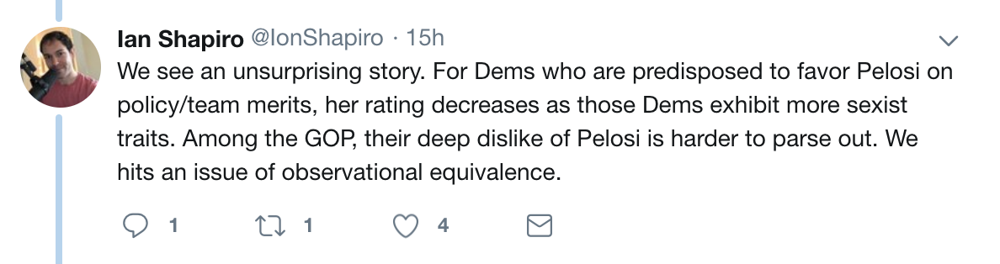 Ian Shapiro @IonShapiro · 15h
We see an unsurprising story. For Dems who are predisposed to favor Pelosi on
policy/team merits, her rating decreases as those Dems exhibit more sexist
traits. Among the GOP, their deep dislike of Pelosi is harder to parse out. We
hits an issue of observational equivalence.
1 1 4